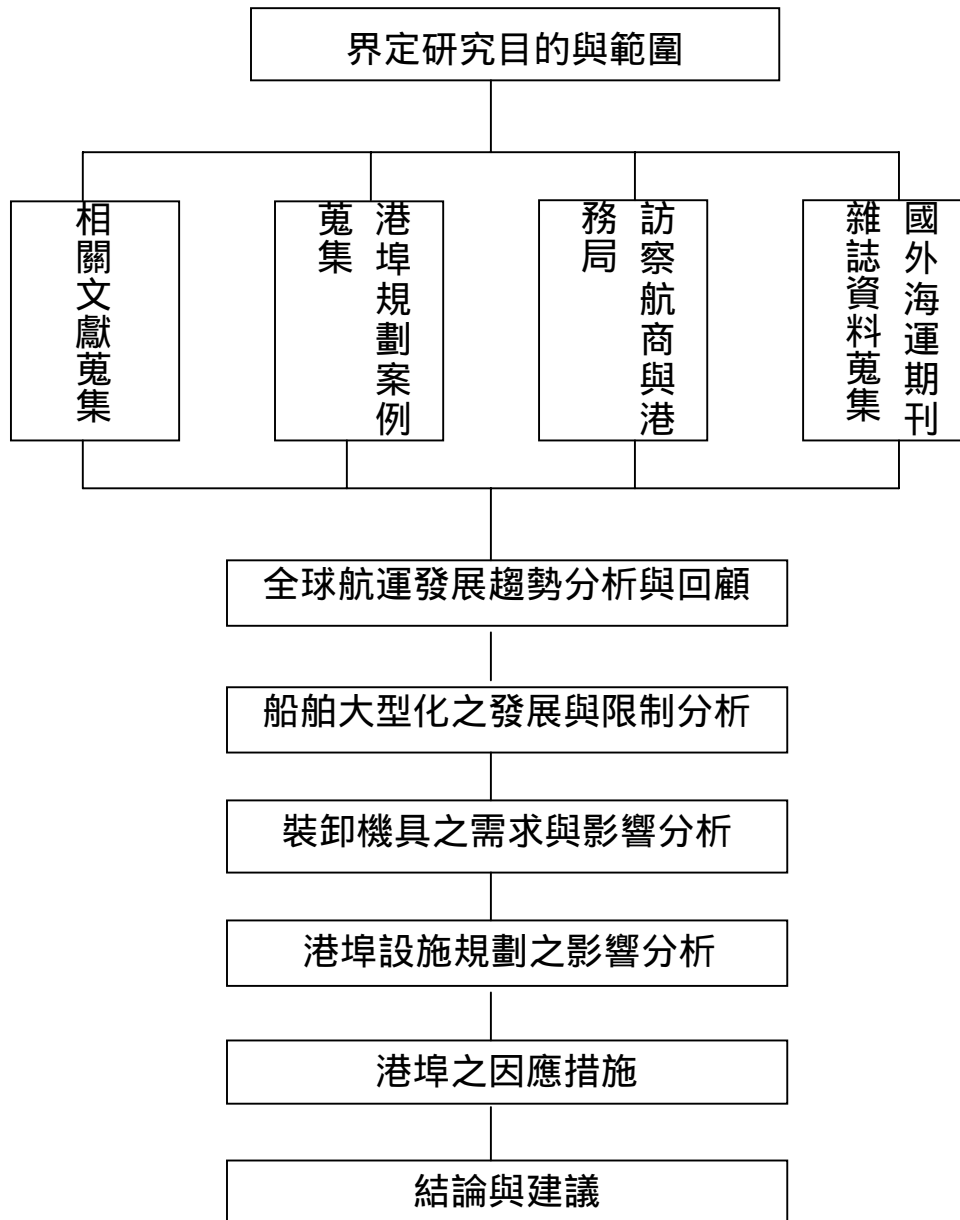 界定研究目的與範圍
相關文獻蒐集
港埠規劃案例
蒐集
訪察航商與港
務局
國外海運期刊
雜誌資料蒐集
全球航運發展趨勢分析與回顧
船舶大型化之發展與限制分析
裝卸機具之需求與影響分析
港埠設施規劃之影響分析
港埠之因應措施
結論與建議